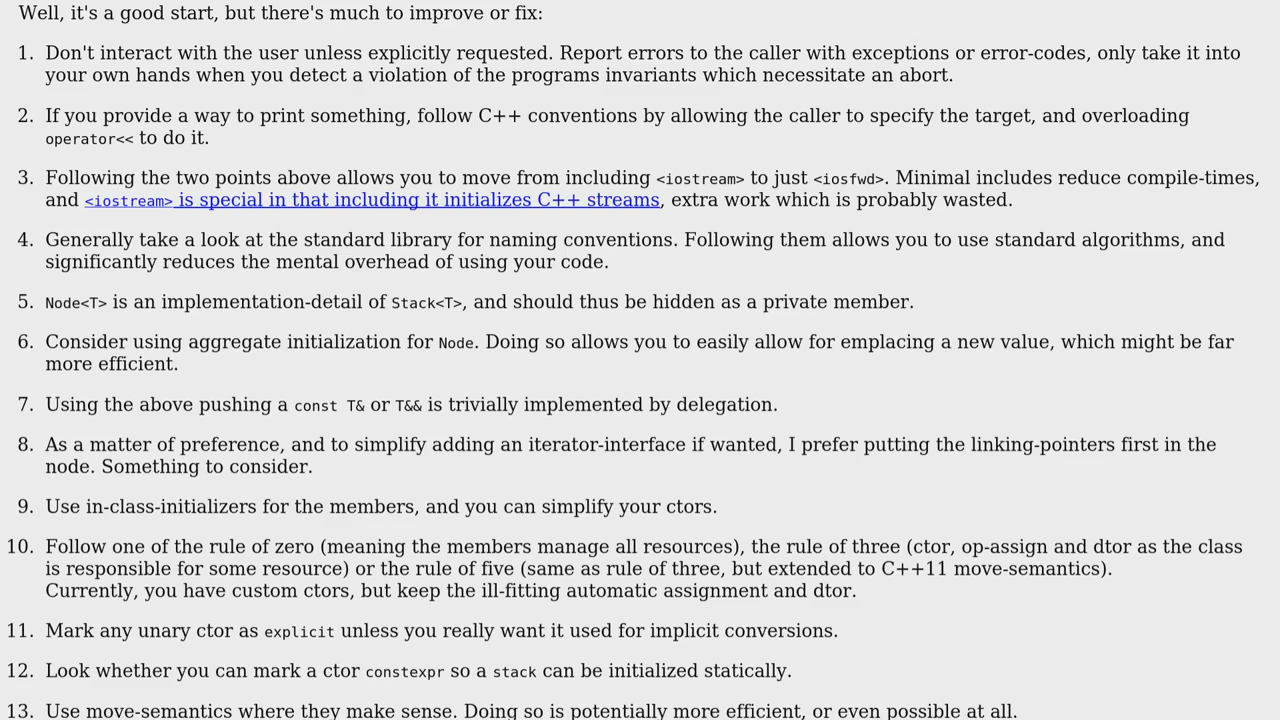 Well, it's a good start, but there's much to improve or fix:
1. Don't interact with the user unless explicitly requested. Report errors to the caller with exceptions or error-codes, only take it into
your own hands when you detect a violation of the programs invariants which necessitate an abort.
2. If you provide a way to print something, follow C++ conventions by allowing the caller to specify the target, and overloading
operator<< to do it.
3. Following the two points above allows you to move from including <iostream> to just <iosfwd>. Minimal includes reduce compile-times,
and <iostream> is special in that including it initializes C++ streams, extra work which is probably wasted.
4. Generally take a look at the standard library for naming conventions. Following them allows you to use standard algorithms, and
significantly reduces the mental overhead of using your code.
5. Node<T> is an implementation-detail of Stack<T>, and should thus be hidden as a private member.
6. Consider using aggregate initialization for Node. Doing so allows you to easily allow for emplacing a new value, which might be far
more efficient.
7. Using the above pushing a const T& or T&& is trivially implemented by delegation.
8. As a matter of preference, and to simplify adding an iterator-interface if wanted, I prefer putting the linking-pointers first in the
node. Something to consider.
9. Use in-class-initializers for the members, and you can simplify your ctors.
10. Follow one of the rule of zero (meaning the members manage all resources), the rule of three (ctor, op-assign and dtor as the class
is responsible for some resource) or the rule of five (same as rule of three, but extended to C++11 move-semantics).
Currently, you have custom ctors, but keep the ill-fitting automatic assignment and dtor.
11. Mark any unary ctor as explicit unless you really want it used for implicit conversions.
12. Look whether you can mark a ctor constexpr so a stack can be initialized statically.
13. Use move-semantics where they make sense. Doing so is potentially more efficient, or even possible at all.